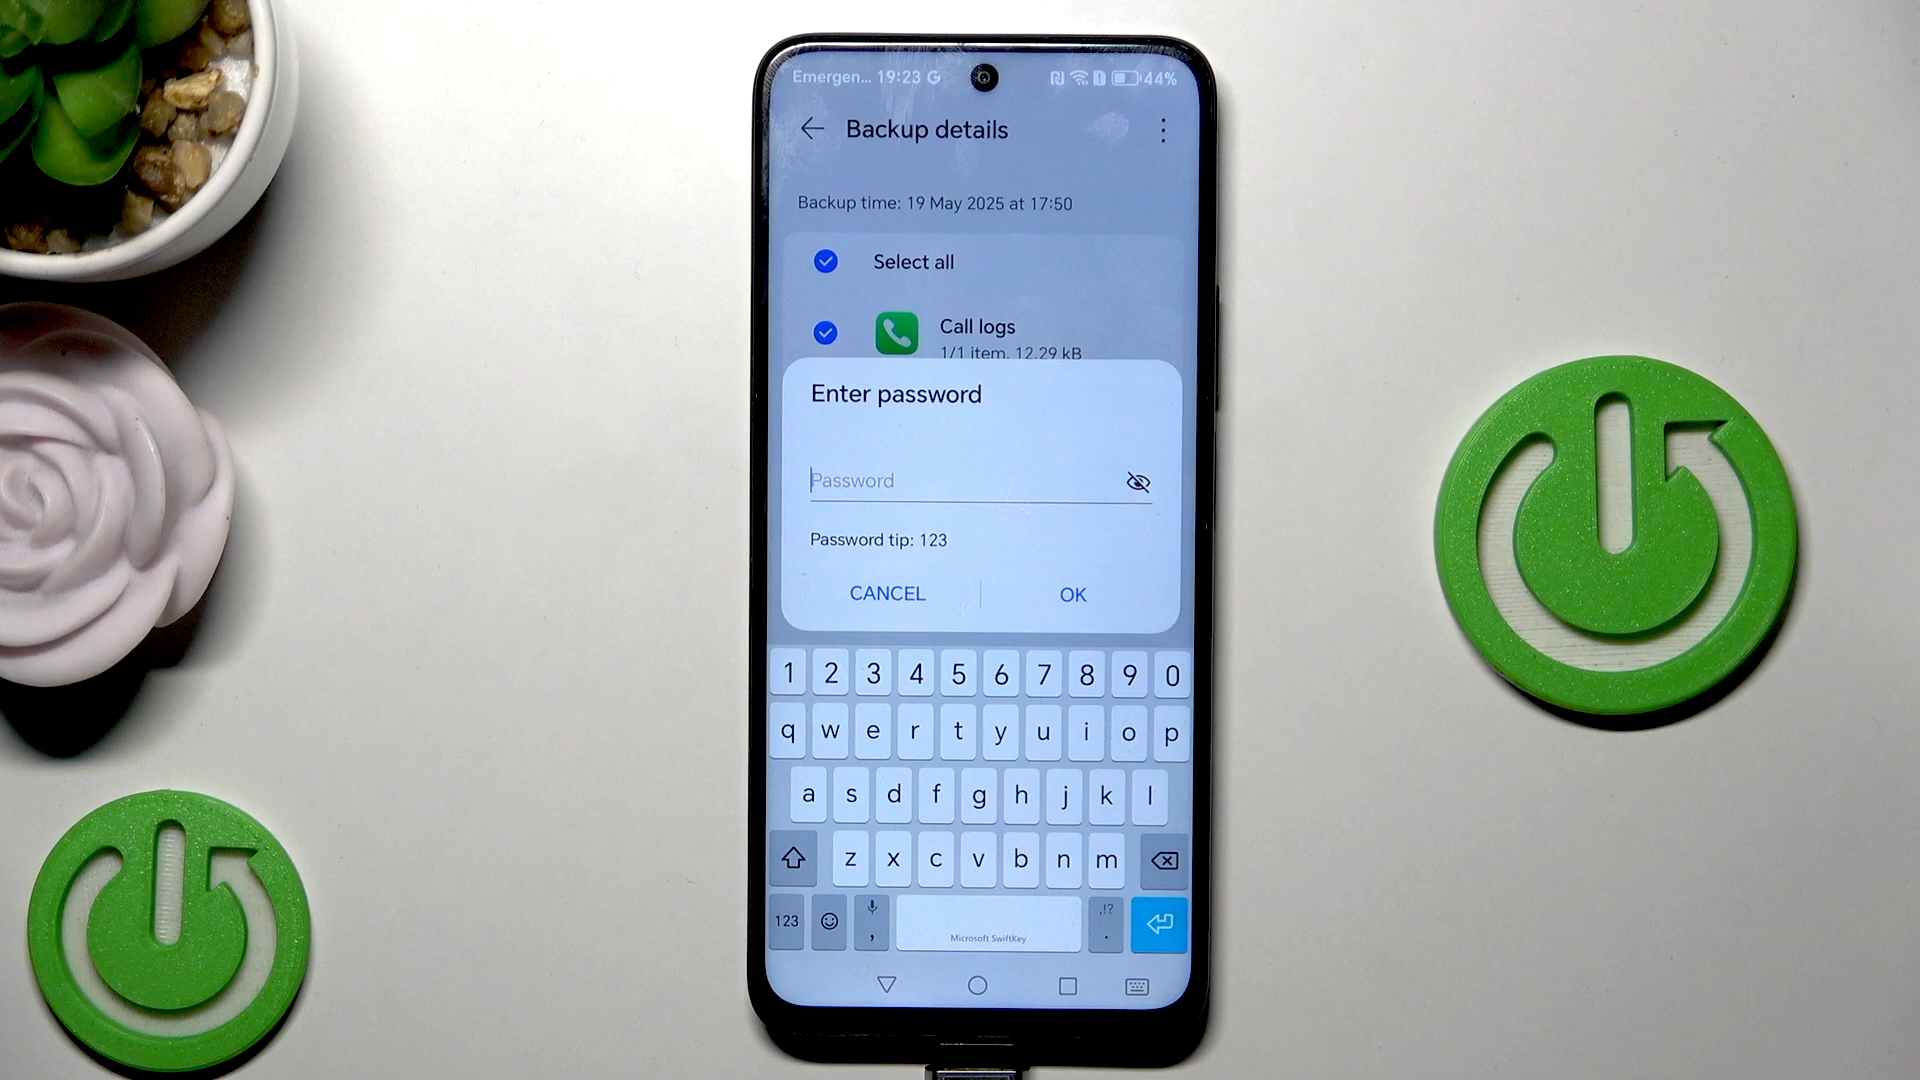 Emergen... 19:23 G 44%
Backup details
Backup time: 19 May 2025 at 17:50
Select all
Call logs
1/1 item, 12.29 kB
Enter password
Password
Password tip: 123
CANCEL OK
1 2 3 4 5 6 7 8 9 0
q w e r t y u i o p
a s d f g h j k l
z x c v b n m
123 , Microsoft SwiftKey ,!? .